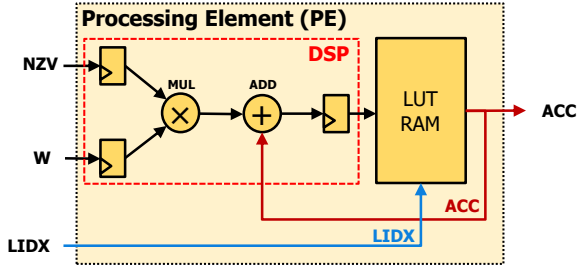 Processing Element (PE)
DSP
NZV
MUL
ADD
×
+
LUT
RAM
ACC
W
ACC
LIDX
LIDX